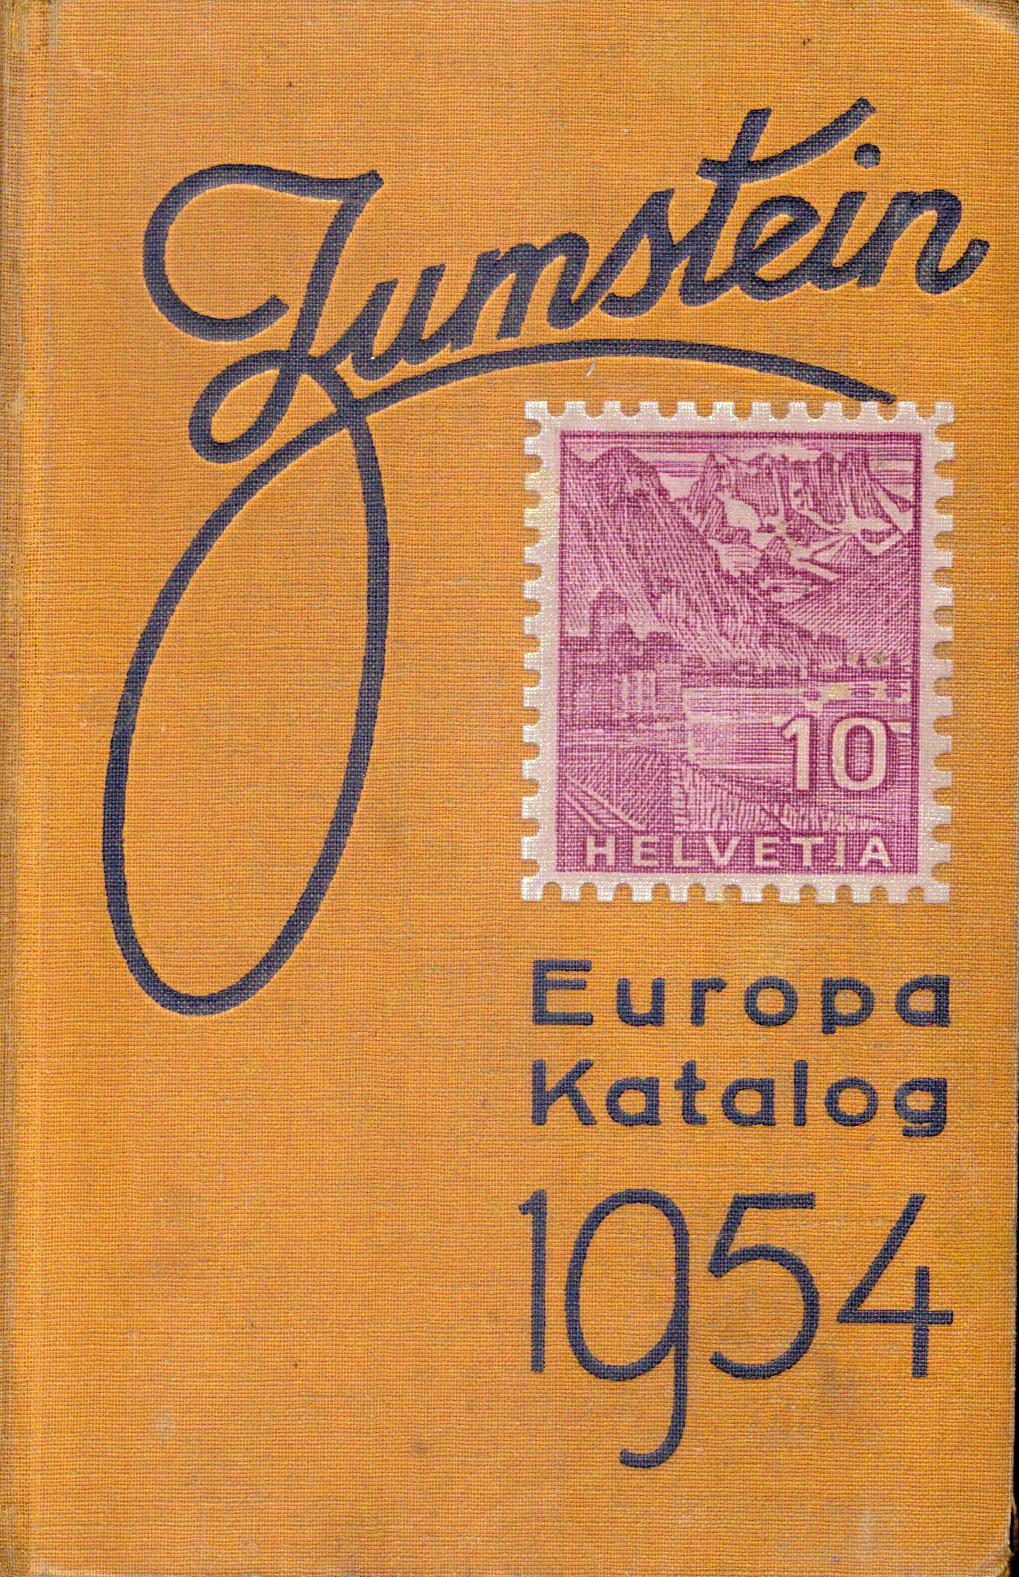 Zumstein
10
HELVETIA
Europa
Katalog
1954